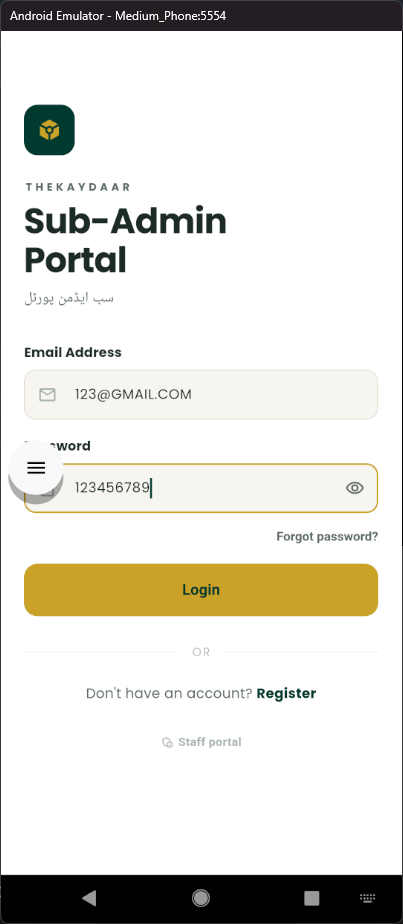 Android Emulator - Medium_Phone:5554
THEKAYDAAR
Sub-Admin
Portal
سب ایڈمن پورٹل
Email Address
123@GMAIL.COM
123456789
Forgot password?
Login
OR
Don't have an account? Register
Staff portal